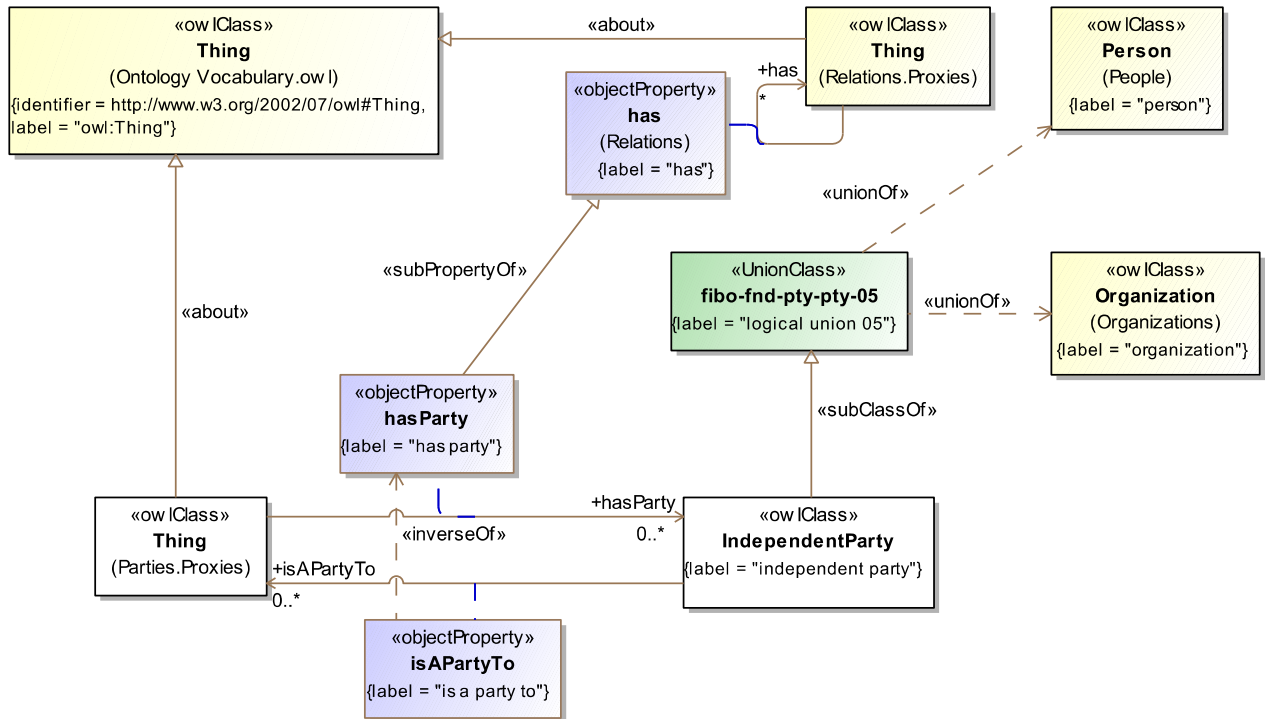 «owlClass»
Thing
(Ontology Vocabulary.owl)
{identifier = http://www.w3.org/2002/07/owl#Thing,
label = "owl:Thing"}
«about»
«owlClass»
Thing
(Relations.Proxies)
+has
*
«owlClass»
Person
(People)
{label = "person"}
«objectProperty»
has
(Relations)
{label = "has"}
«unionOf»
«subPropertyOf»
«about»
«UnionClass»
fibo-fnd-pty-pty-05
{label = "logical union 05"}
«unionOf»
«owlClass»
Organization
(Organizations)
{label = "organization"}
«subClassOf»
«objectProperty»
hasParty
{label = "has party"}
«owlClass»
Thing
(Parties.Proxies)
+hasParty
0..*
«inverseOf»
+isAPartyTo
0..*
«owlClass»
IndependentParty
{label = "independent party"}
«objectProperty»
isAPartyTo
{label = "is a party to"}